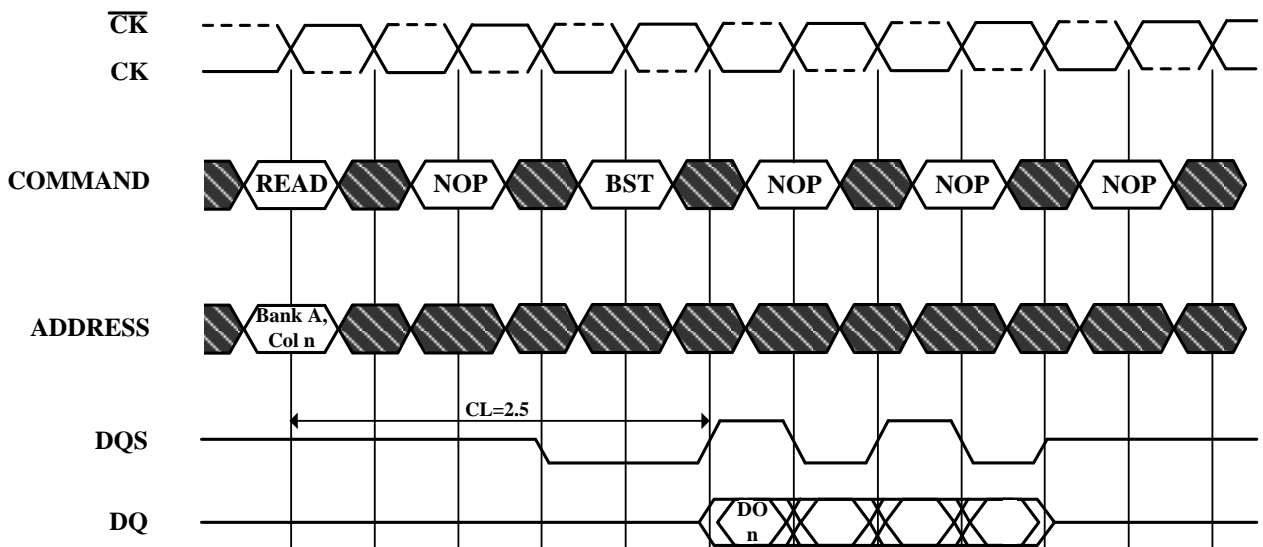 CK
CK
COMMAND
READ NOP BST NOP NOP NOP
ADDRESS
Bank A,
Col n
CL=2.5
DQS
DQ
DO
n